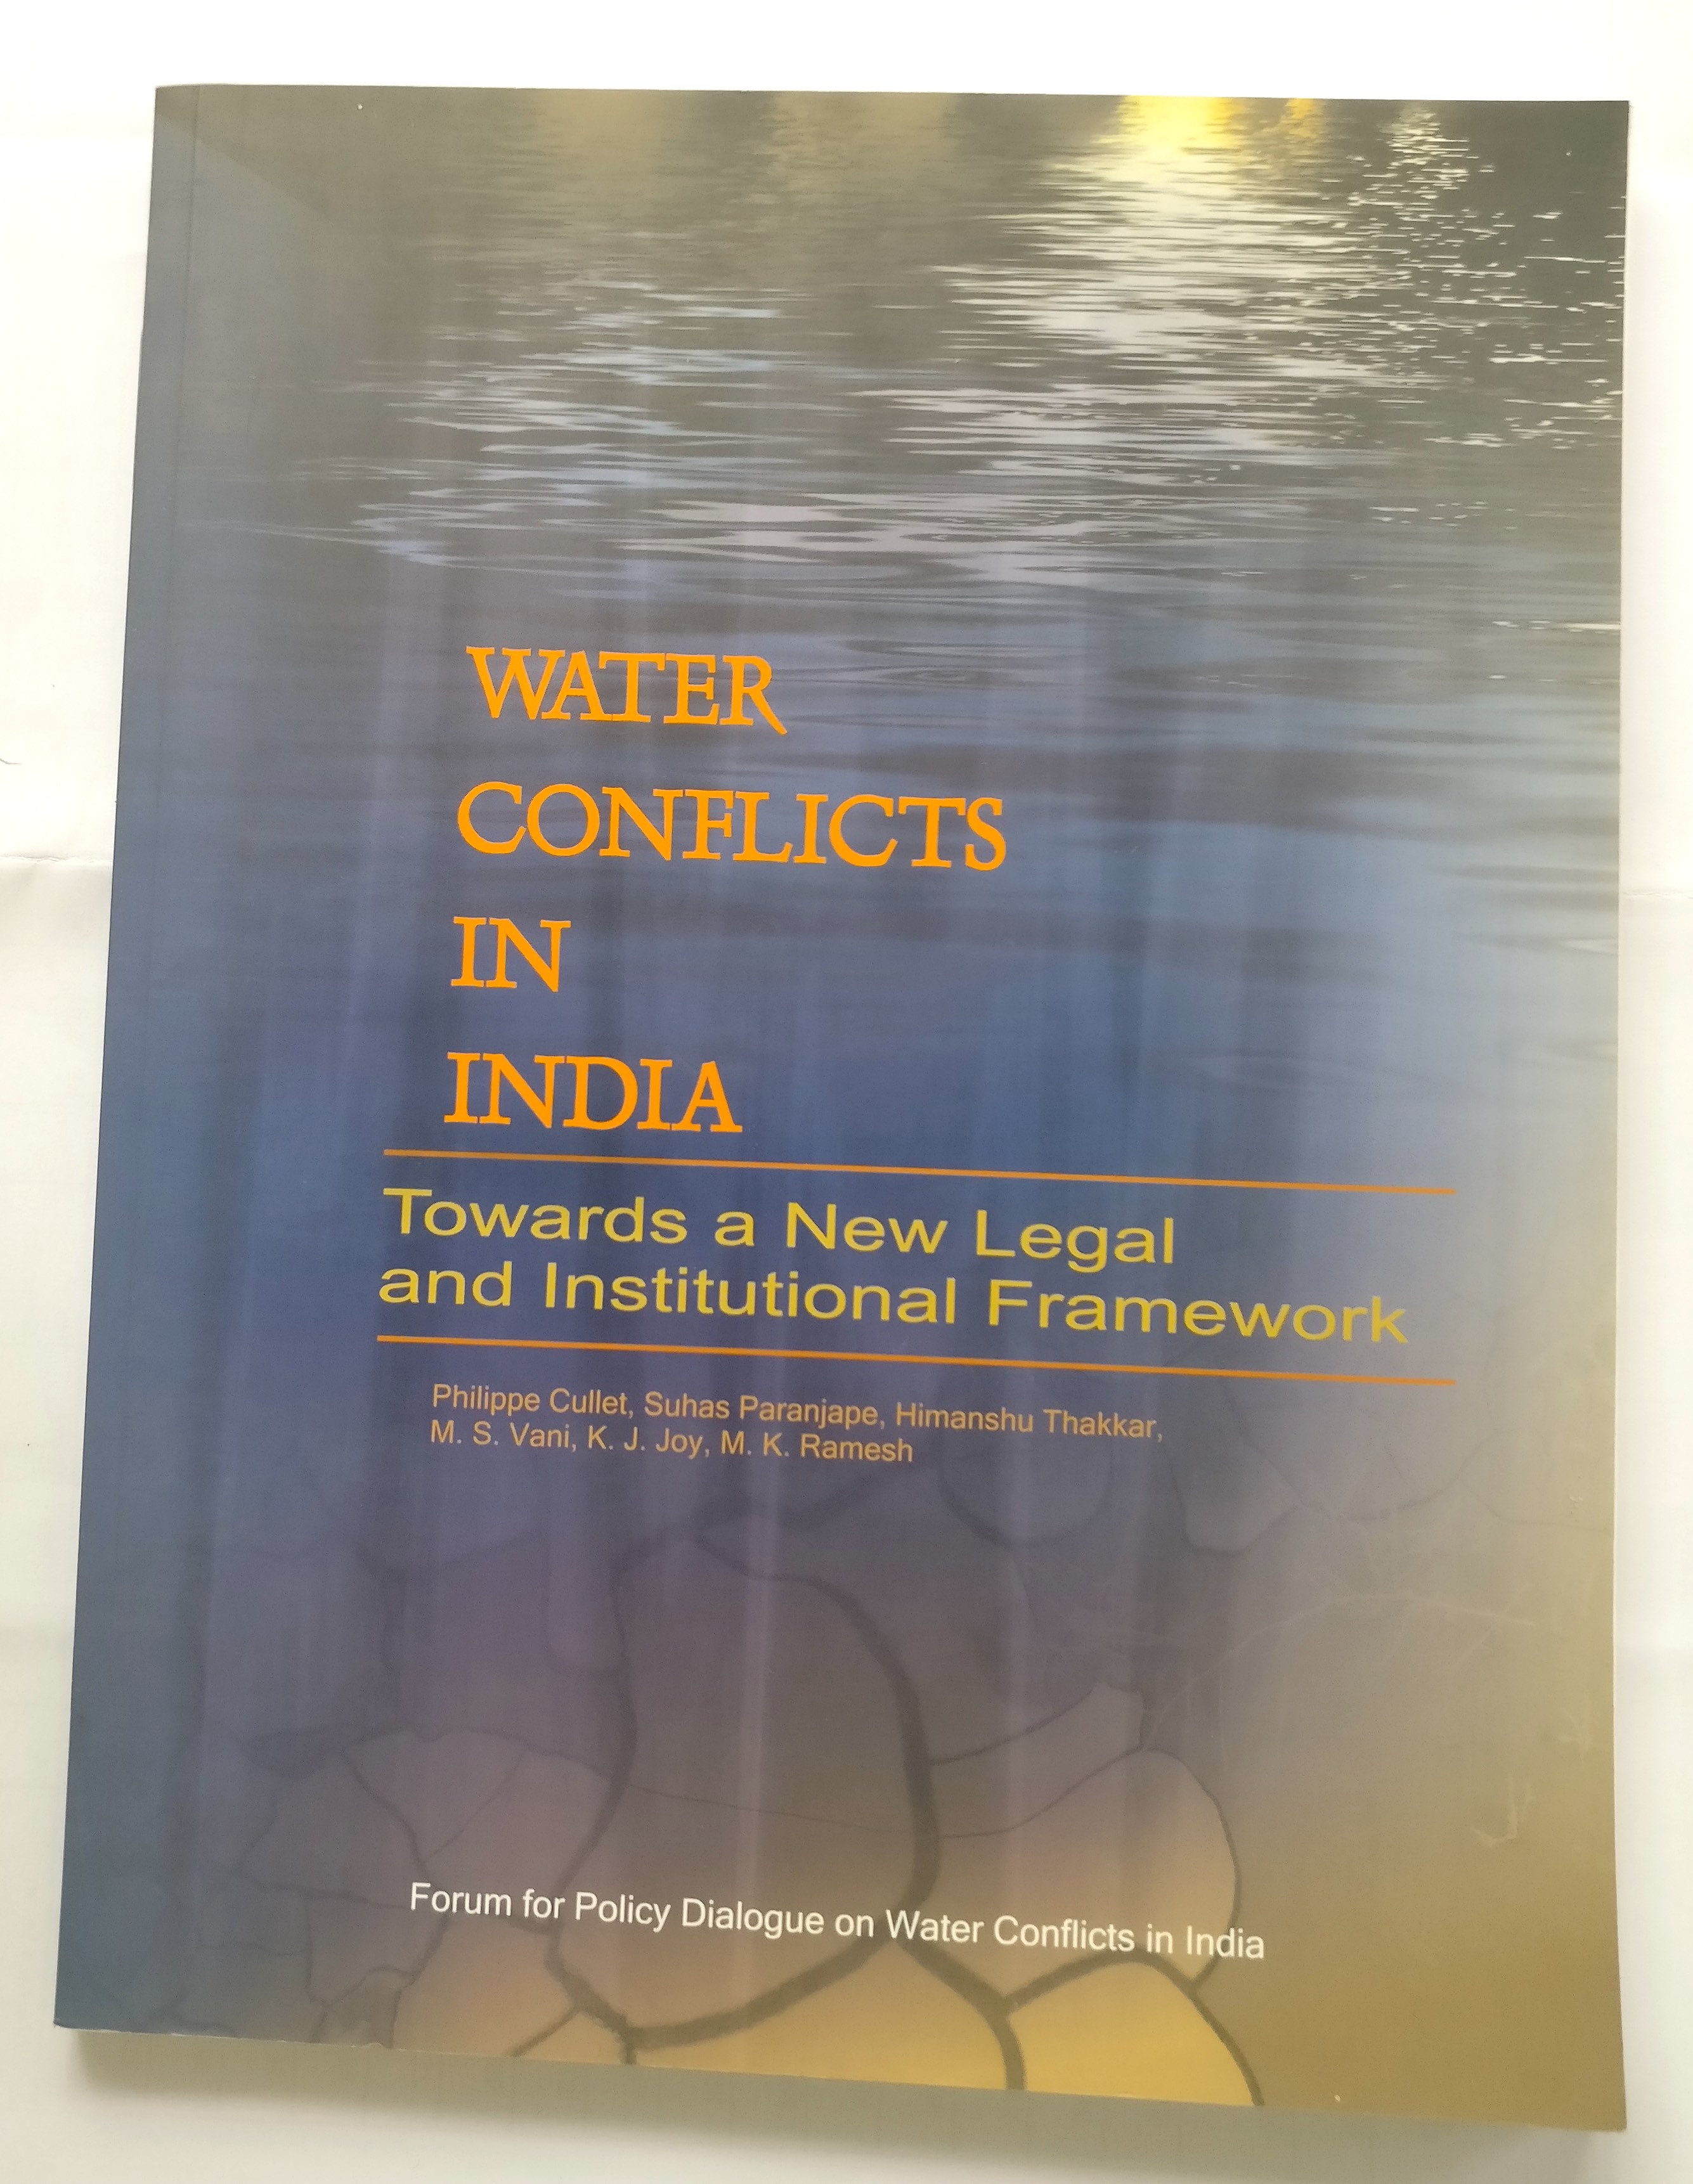 WATER
CONFLICTS
IN
INDIA
Towards a New Legal
and Institutional Framework
Philippe Cullet, Suhas Paranjape, Himanshu Thakkar,
M. S. Vani, K. J. Joy, M. K. Ramesh
Forum for Policy Dialogue on Water Conflicts in India